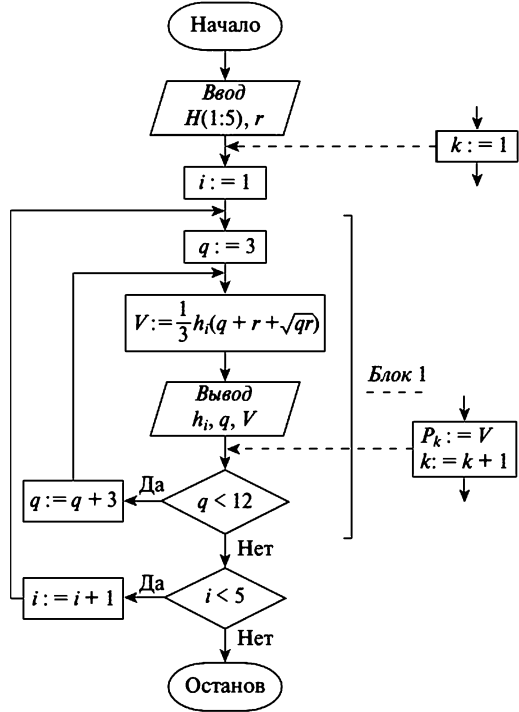 Начало
Ввод
H(1:5), r
k : = 1
i : = 1
q : = 3
V := 1/3 hᵢ(q + r + √qr)
Вывод
hᵢ, q, V
Блок 1
Pₖ : = V
k: = k + 1
q := q + 3
Да
q < 12
Нет
i : = i + 1
Да
i < 5
Нет
Останов